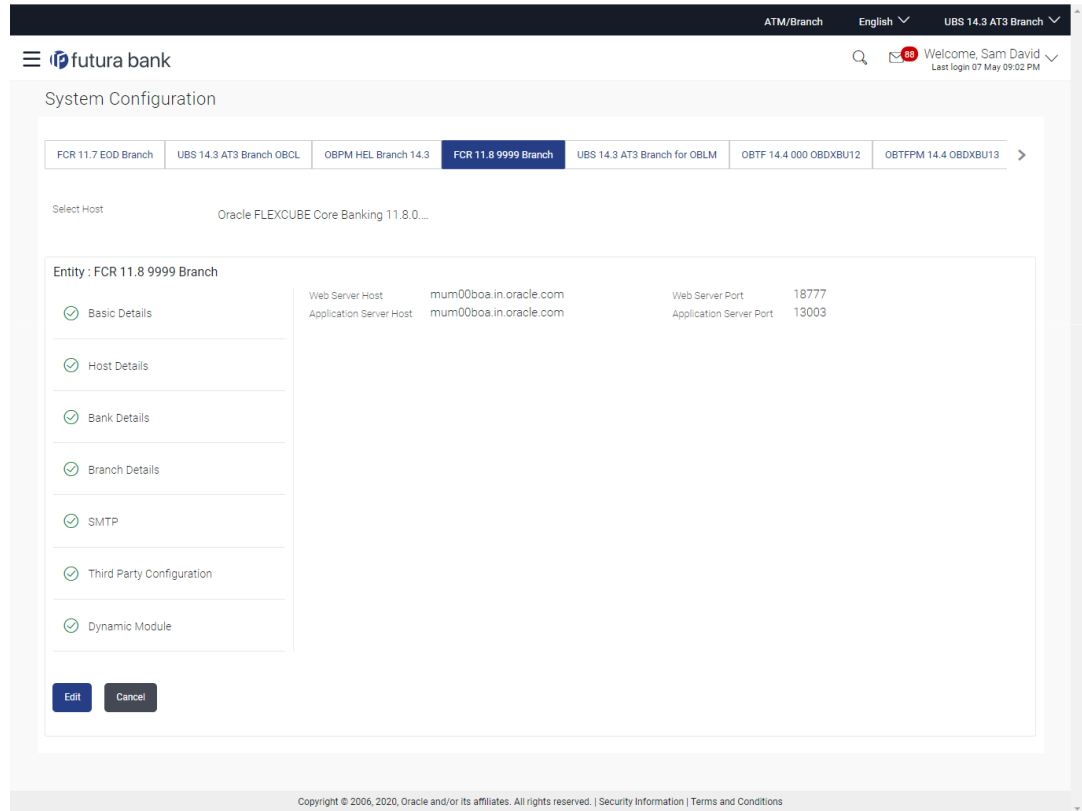 ATM/Branch English UBS 14.3 AT3 Branch
futura bank 88 Welcome, Sam David
Last login 07 May 09:02 PM
System Configuration
FCR 11.7 EOD Branch UBS 14.3 AT3 Branch OBCL OBPM HEL Branch 14.3 FCR 11.8 9999 Branch UBS 14.3 AT3 Branch for OBLM OBTF 14.4 000 OBDXBU12 OBTFPM 14.4 OBDXBU13
Select Host Oracle FLEXCUBE Core Banking 11.8.0....
Entity : FCR 11.8 9999 Branch
Web Server Host mum00boa.in.oracle.com Web Server Port 18777
Application Server Host mum00boa.in.oracle.com Application Server Port 13003
Basic Details
Host Details
Bank Details
Branch Details
SMTP
Third Party Configuration
Dynamic Module
Edit Cancel
Copyright © 2006, 2020, Oracle and/or its affiliates. All rights reserved. | Security Information | Terms and Conditions